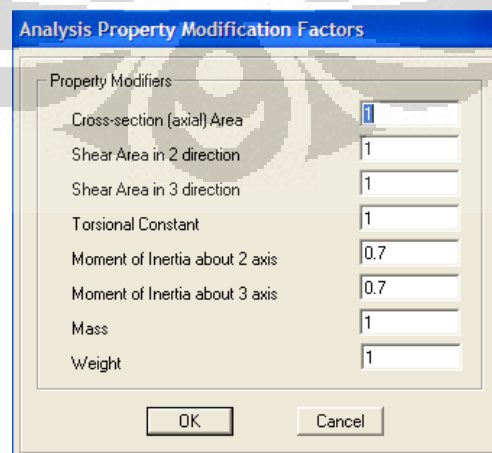 Analysis Property Modification Factors
Property Modifiers
Cross-section (axial) Area 1
Shear Area in 2 direction 1
Shear Area in 3 direction 1
Torsional Constant 1
Moment of Inertia about 2 axis 0.7
Moment of Inertia about 3 axis 0.7
Mass 1
Weight 1
OK Cancel